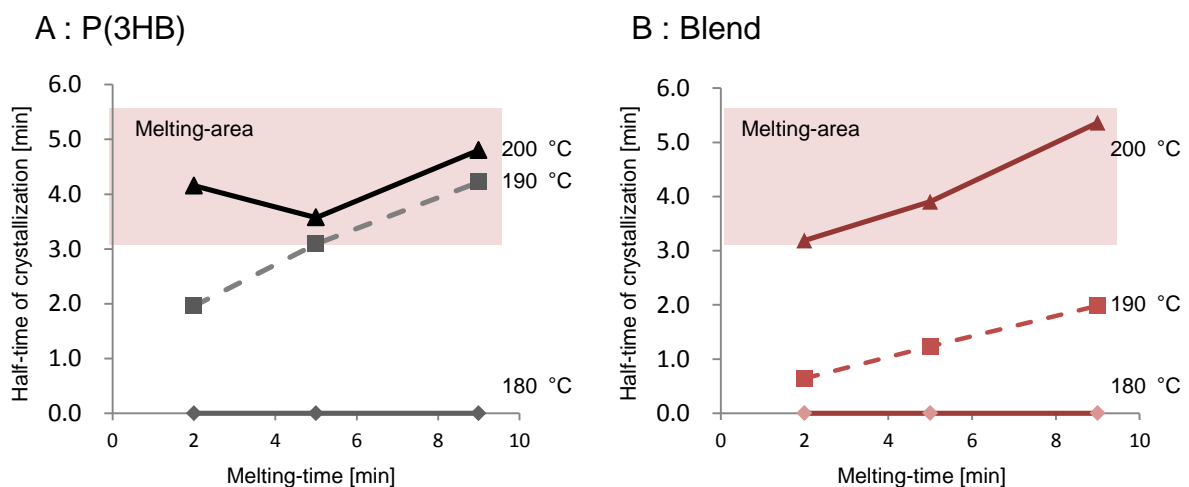 A : P(3HB)
Half-time of crystallization [min]
6.0
5.0
4.0
3.0
2.0
1.0
0.0
Melting-area
200 °C
190 °C
180 °C
0 2 4 6 8 10
Melting-time [min]
B : Blend
Half-time of crystallization [min]
6.0
5.0
4.0
3.0
2.0
1.0
0.0
Melting-area
200 °C
190 °C
180 °C
0 2 4 6 8 10
Melting-time [min]